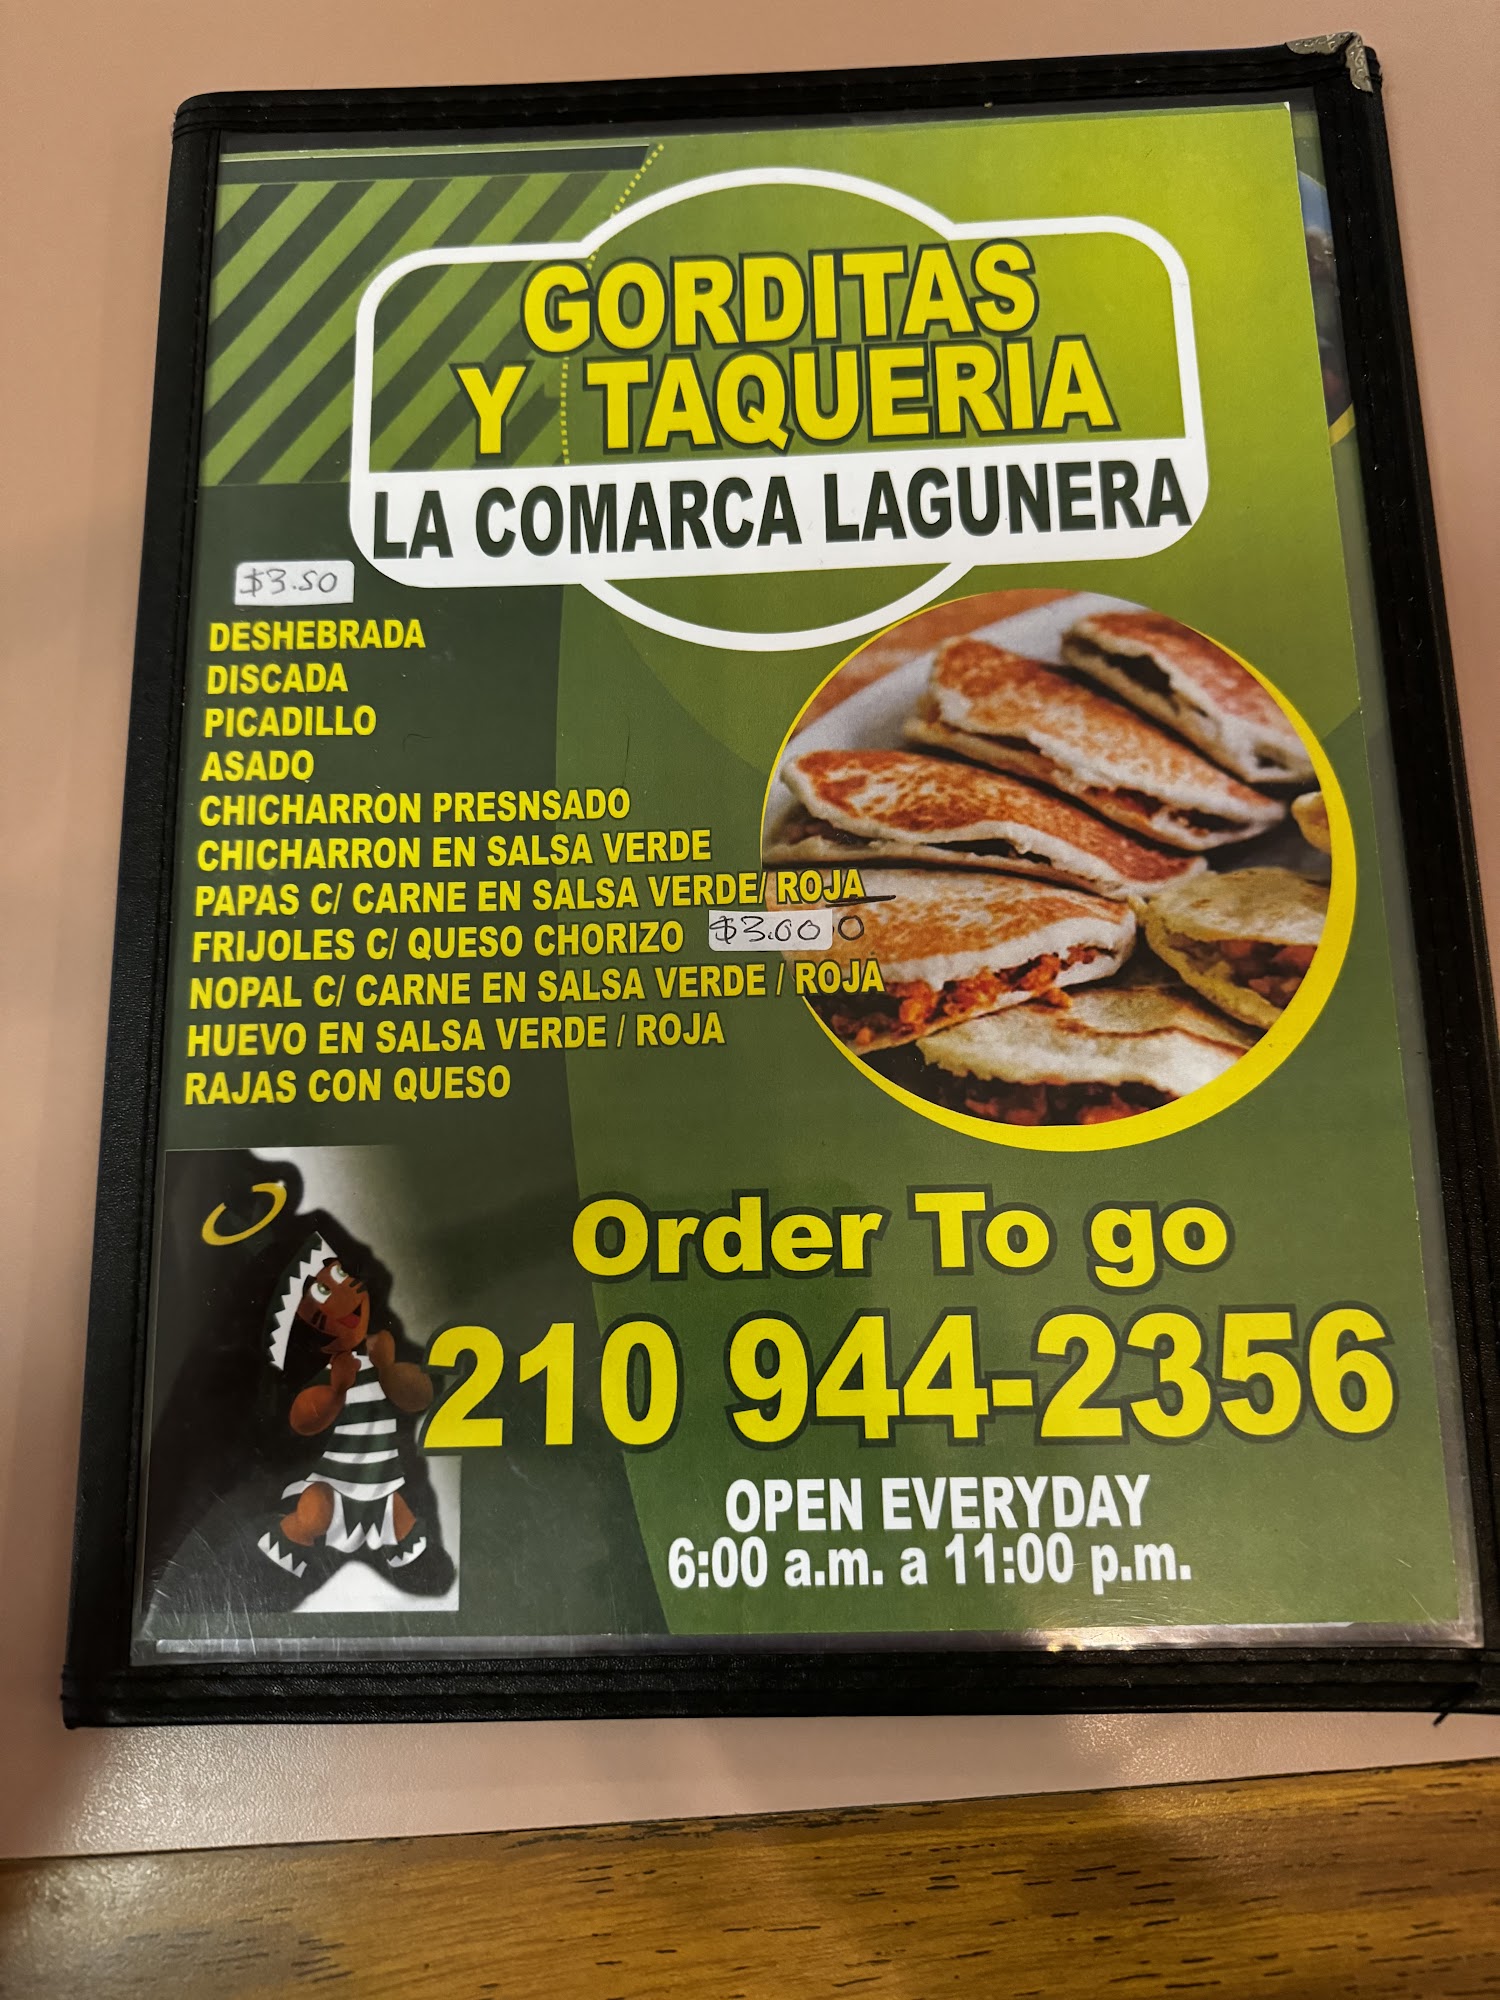 GORDITAS
Y TAQUERIA
LA COMARCA LAGUNERA
$3.50
DESHEBRADA
DISCADA
PICADILLO
ASADO
CHICHARRON PRESNSADO
CHICHARRON EN SALSA VERDE
PAPAS C/ CARNE EN SALSA VERDE/ ROJA
FRIJOLES C/ QUESO CHORIZO $3.00 0
NOPAL C/ CARNE EN SALSA VERDE / ROJA
HUEVO EN SALSA VERDE / ROJA
RAJAS CON QUESO
Order To go
210 944-2356
OPEN EVERYDAY
6:00 a.m. a 11:00 p.m.